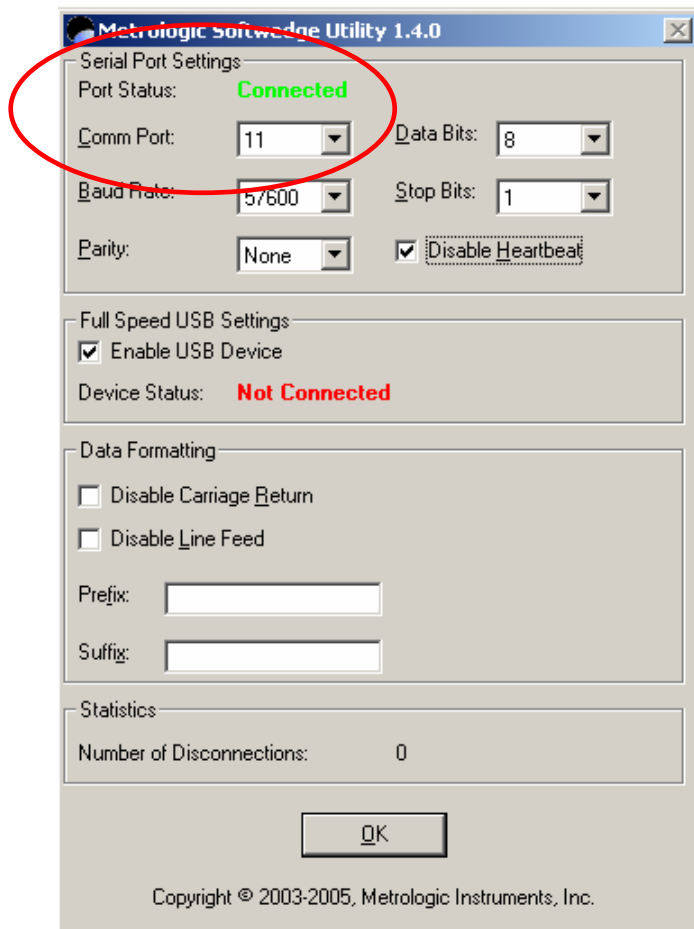 Metrologic Softwedge Utility 1.4.0
Serial Port Settings
Port Status: Connected
Comm Port: 11 Data Bits: 8
Baud Rate: 57600 Stop Bits: 1
Parity: None Disable Heartbeat
Full Speed USB Settings
Enable USB Device
Device Status: Not Connected
Data Formatting
Disable Carriage Return
Disable Line Feed
Prefix:
Suffix:
Statistics
Number of Disconnections: 0
OK
Copyright © 2003-2005, Metrologic Instruments, Inc.